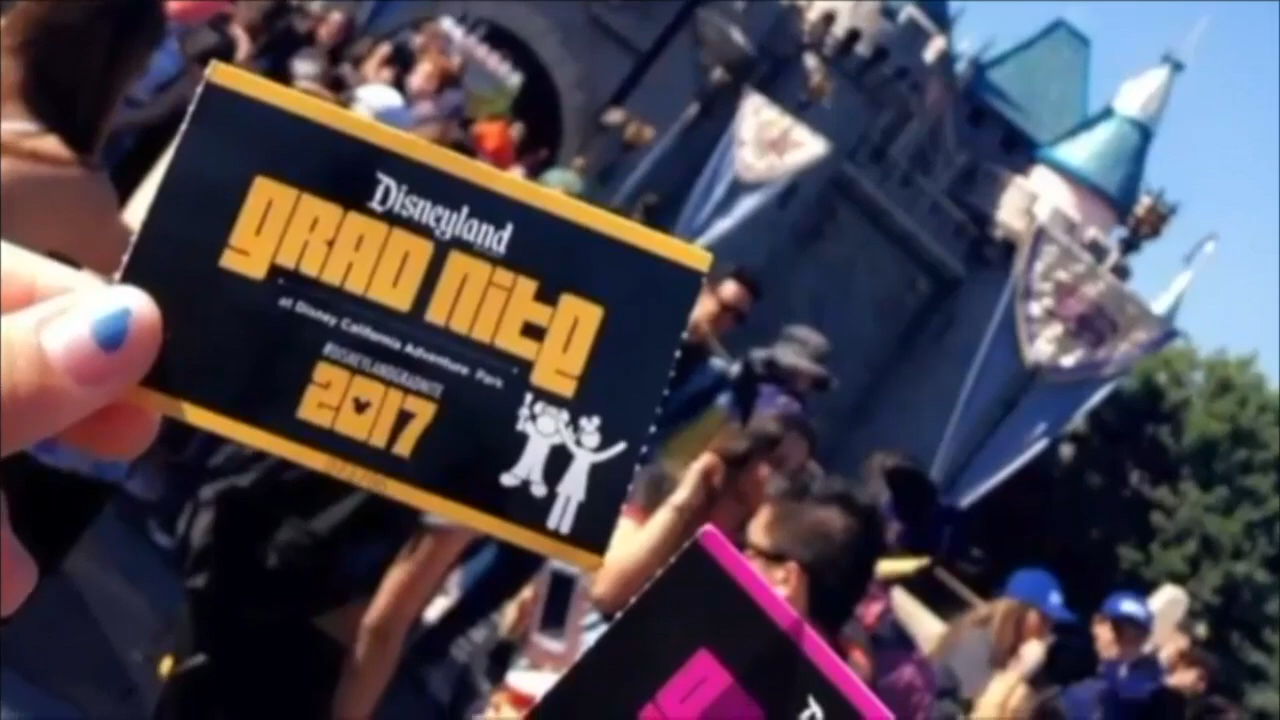 Disneyland
GRAD NITE
at Disney California Adventure Park
#DISNEYLANDGRADNITE
2017